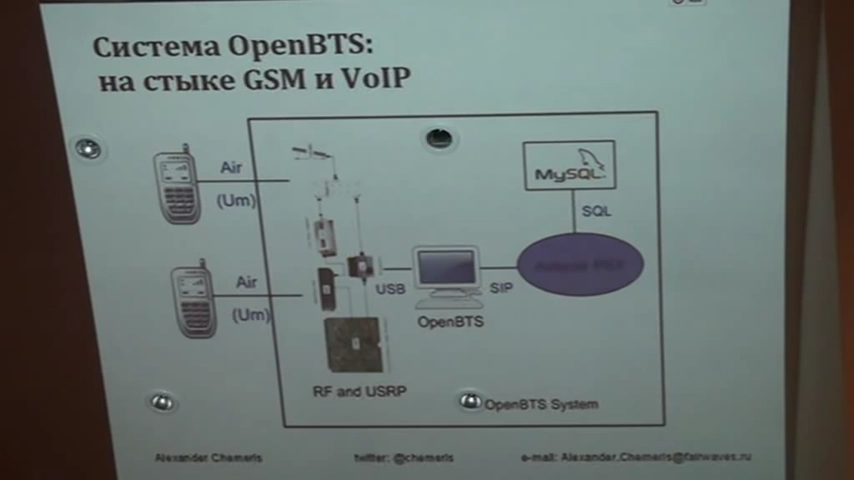 Система OpenBTS:
на стыке GSM и VoIP
Air
(Um)
MySQL
SQL
Air
(Um)
USB
SIP
OpenBTS
RF and USRP
OpenBTS System
Alexander Chemeris
twitter: @chemeris
e-mail: Alexander.Chemeris@fairwaves.ru